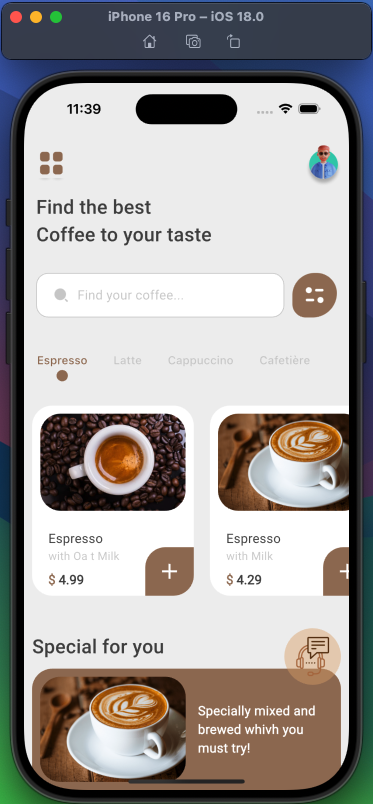 iPhone 16 Pro – iOS 18.0
11:39
Find the best
Coffee to your taste
Find your coffee...
Espresso Latte Cappuccino Cafetière
Espresso Espresso
with Oa t Milk with Milk
$ 4.99 $ 4.29
Special for you
Specially mixed and
brewed whivh you
must try!